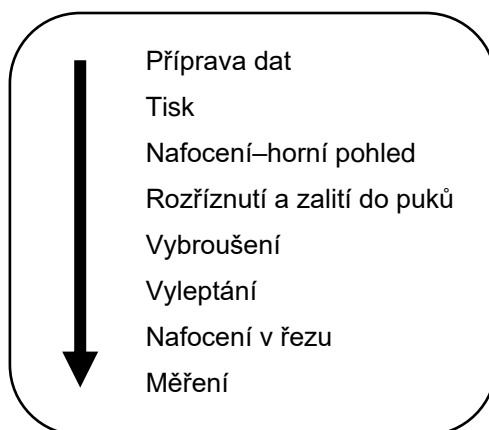 Příprava dat
Tisk
Nafocení–horní pohled
Rozříznutí a zalití do puků
Vybroušení
Vyleptání
Nafocení v řezu
Měření